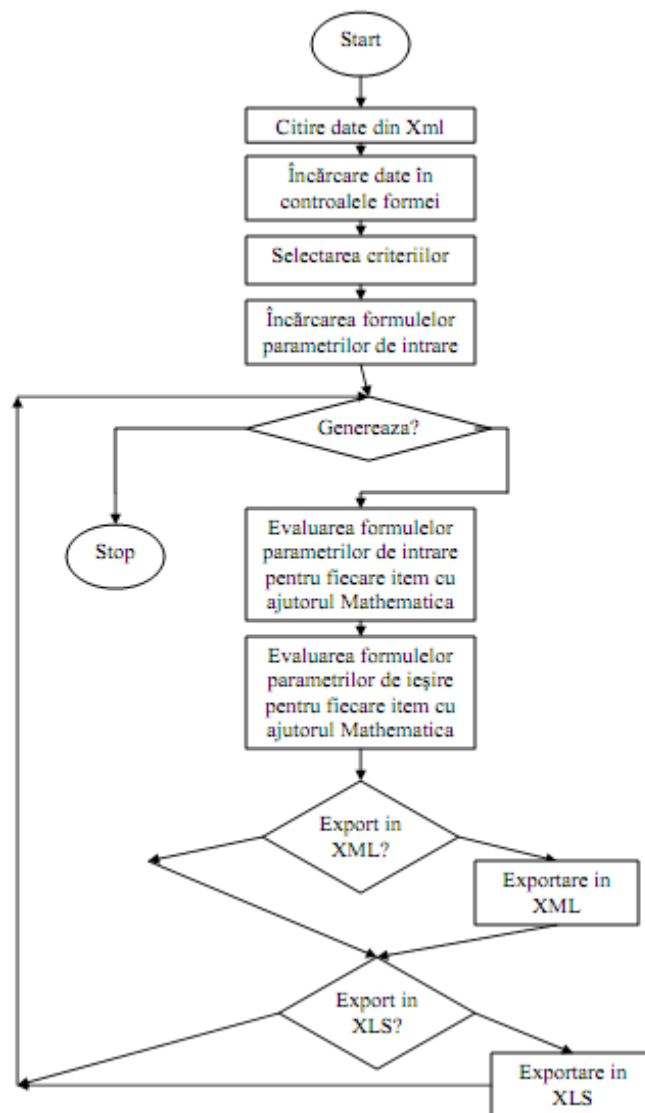 Start
Citire date din Xml
Încărcare date în
controalele formei
Selectarea criteriilor
Încărcarea formulelor
parametrilor de intrare
Genereaza?
Stop
Evaluarea formulelor
parametrilor de intrare
pentru fiecare item cu
ajutorul Mathematica
Evaluarea formulelor
parametrilor de ieşire
pentru fiecare item cu
ajutorul Mathematica
Export in
XML?
Exportare in
XML
Export in
XLS?
Exportare in
XLS